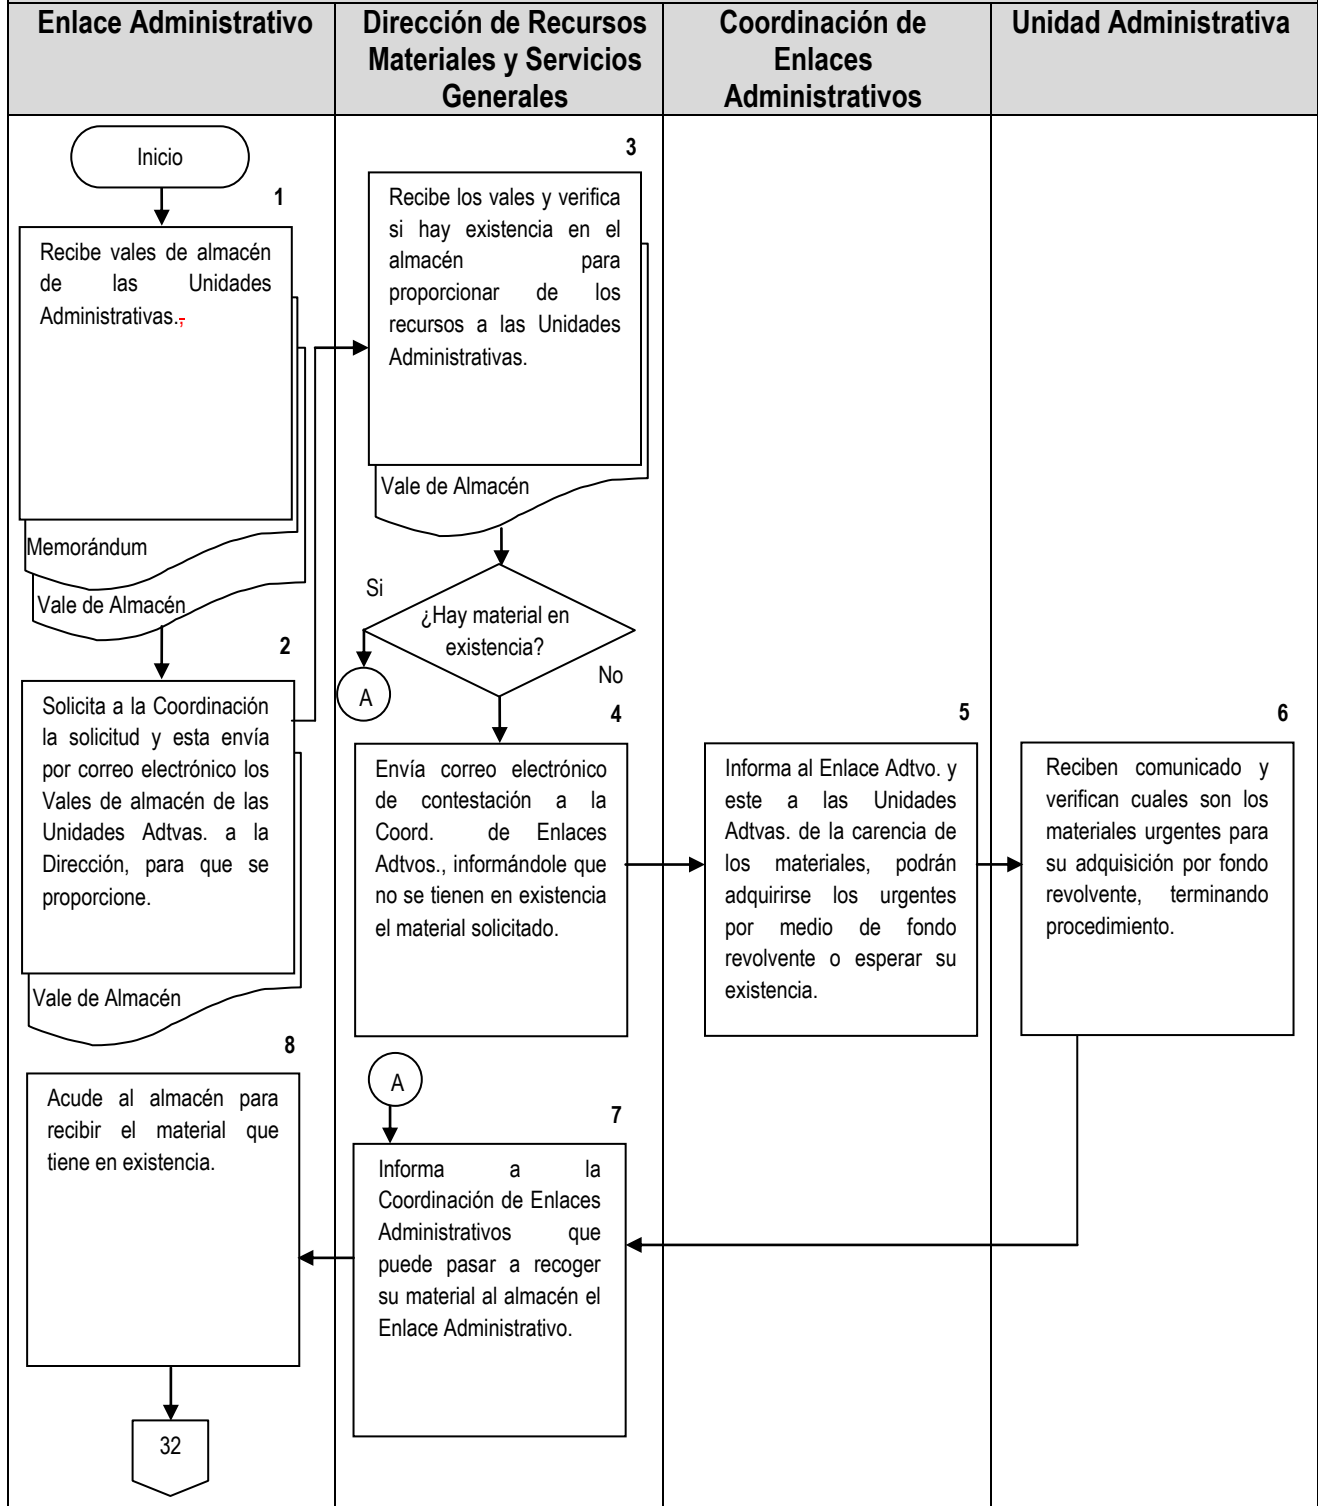 Enlace Administrativo
Dirección de Recursos
Materiales y Servicios
Generales
Coordinación de
Enlaces
Administrativos
Unidad Administrativa
Inicio
1
Recibe vales de almacén
de las Unidades
Administrativas.,
Memorándum
Vale de Almacén
2
Solicita a la Coordinación
la solicitud y esta envía
por correo electrónico los
Vales de almacén de las
Unidades Adtvas. a la
Dirección, para que se
proporcione.
Vale de Almacén
3
Recibe los vales y verifica
si hay existencia en el
almacén para
proporcionar de los
recursos a las Unidades
Administrativas.
Vale de Almacén
¿Hay material en
existencia?
Si
A
No
4
Envía correo electrónico
de contestación a la
Coord. de Enlaces
Adtvos., informándole que
no se tienen en existencia
el material solicitado.
5
Informa al Enlace Adtvo. y
este a las Unidades
Adtvas. de la carencia de
los materiales, podrán
adquirirse los urgentes
por medio de fondo
revolvente o esperar su
existencia.
6
Reciben comunicado y
verifican cuales son los
materiales urgentes para
su adquisición por fondo
revolvente, terminando
procedimiento.
A
7
Informa a la
Coordinación de Enlaces
Administrativos que
puede pasar a recoger
su material al almacén el
Enlace Administrativo.
8
Acude al almacén para
recibir el material que
tiene en existencia.
32